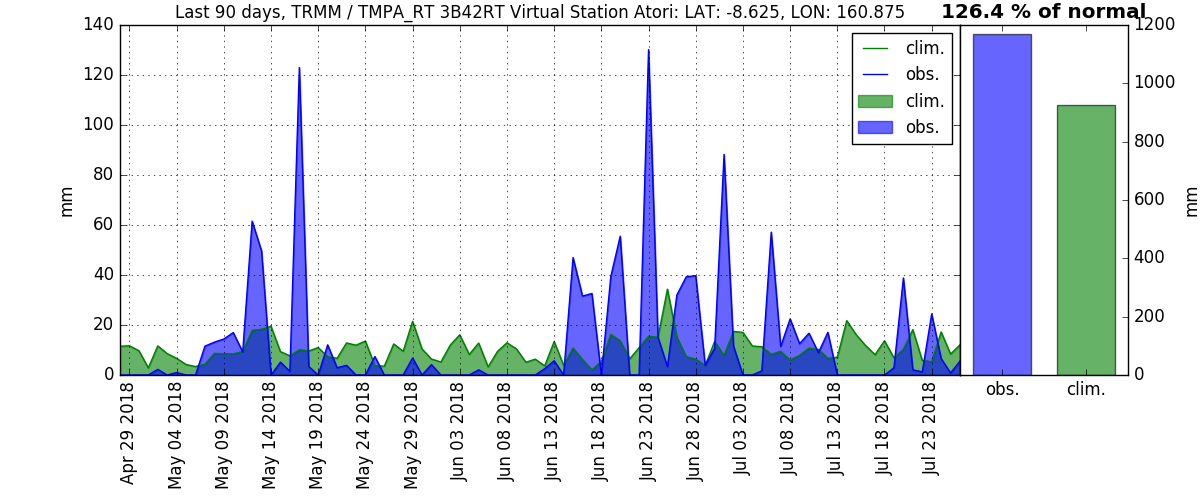 Last 90 days, TRMM / TMPA_RT 3B42RT Virtual Station Atori: LAT: -8.625, LON: 160.875
126.4 % of normal
140
120
100
80
60
40
20
0
mm
clim.
obs.
clim.
obs.
1200
1000
800
600
400
200
0
mm
Apr 29 2018
May 04 2018
May 09 2018
May 14 2018
May 19 2018
May 24 2018
May 29 2018
Jun 03 2018
Jun 08 2018
Jun 13 2018
Jun 18 2018
Jun 23 2018
Jun 28 2018
Jul 03 2018
Jul 08 2018
Jul 13 2018
Jul 18 2018
Jul 23 2018
obs.
clim.